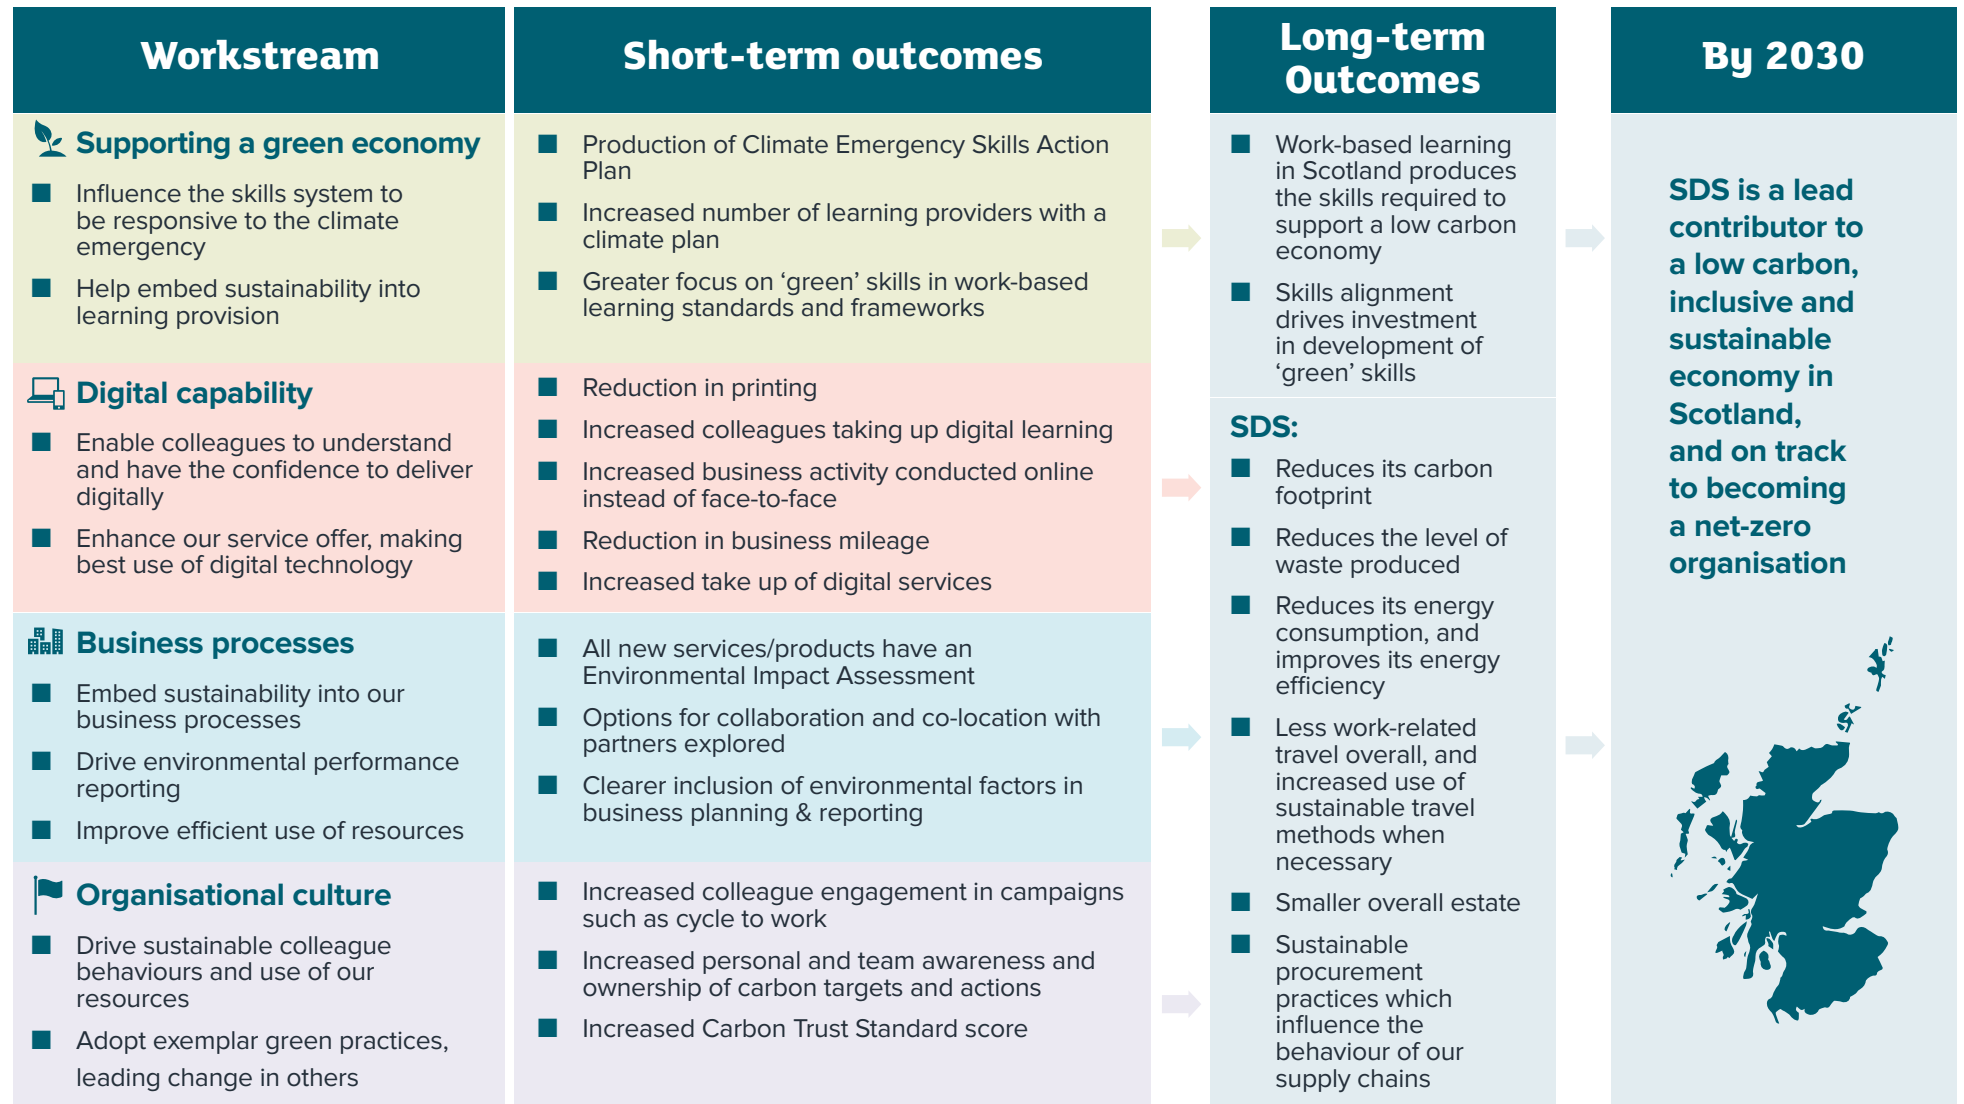 Workstream
Supporting a green economy
Influence the skills system to
be responsive to the climate
emergency
Help embed sustainability into
learning provision
Digital capability
Enable colleagues to understand
and have the confidence to deliver
digitally
Enhance our service offer, making
best use of digital technology
Business processes
Embed sustainability into our
business processes
Drive environmental performance
reporting
Improve efficient use of resources
Organisational culture
Drive sustainable colleague
behaviours and use of our
resources
Adopt exemplar green practices,
leading change in others
Short-term outcomes
Production of Climate Emergency Skills Action
Plan
Increased number of learning providers with a
climate plan
Greater focus on ‘green’ skills in work-based
learning standards and frameworks
Reduction in printing
Increased colleagues taking up digital learning
Increased business activity conducted online
instead of face-to-face
Reduction in business mileage
Increased take up of digital services
All new services/products have an
Environmental Impact Assessment
Options for collaboration and co-location with
partners explored
Clearer inclusion of environmental factors in
business planning & reporting
Increased colleague engagement in campaigns
such as cycle to work
Increased personal and team awareness and
ownership of carbon targets and actions
Increased Carbon Trust Standard score
Long-term
Outcomes
Work-based learning
in Scotland produces
the skills required to
support a low carbon
economy
Skills alignment
drives investment
in development of
‘green’ skills
SDS:
Reduces its carbon
footprint
Reduces the level of
waste produced
Reduces its energy
consumption, and
improves its energy
efficiency
Less work-related
travel overall, and
increased use of
sustainable travel
methods when
necessary
Smaller overall estate
Sustainable
procurement
practices which
influence the
behaviour of our
supply chains
By 2030
SDS is a lead
contributor to
a low carbon,
inclusive and
sustainable
economy in
Scotland,
and on track
to becoming
a net-zero
organisation